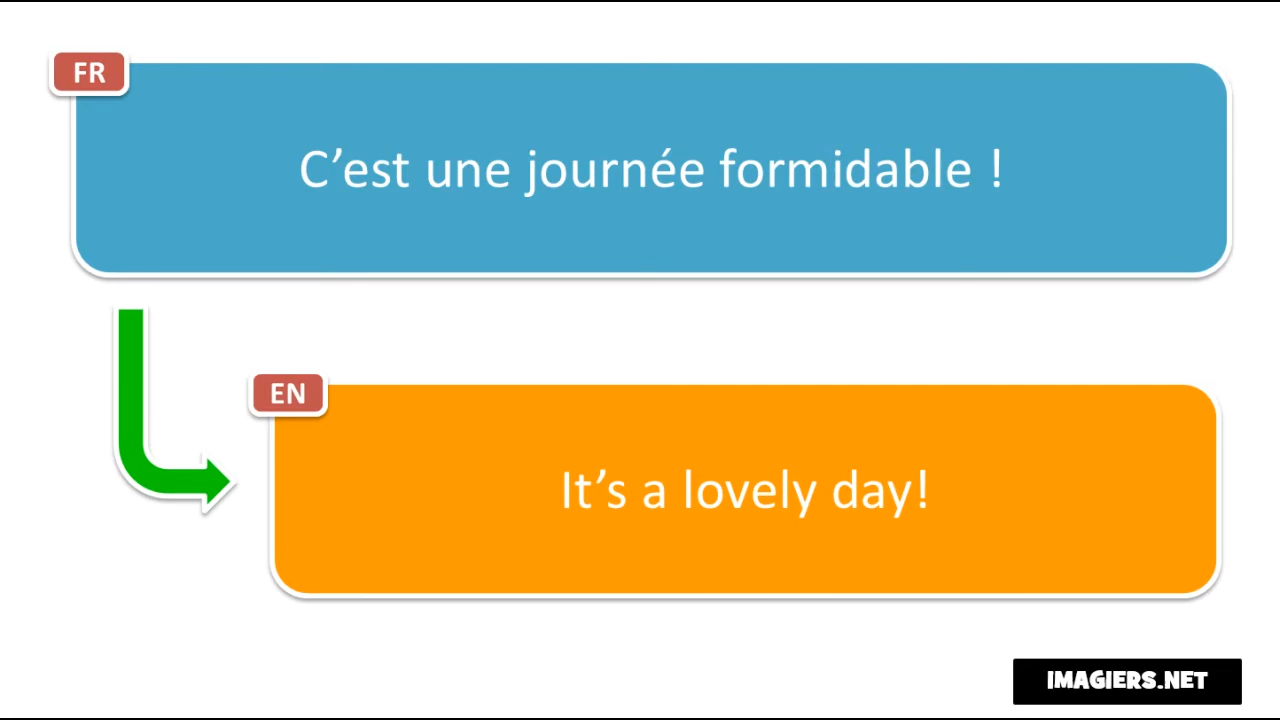 FR
C’est une journée formidable !
EN
It’s a lovely day!
IMAGIERS.NET